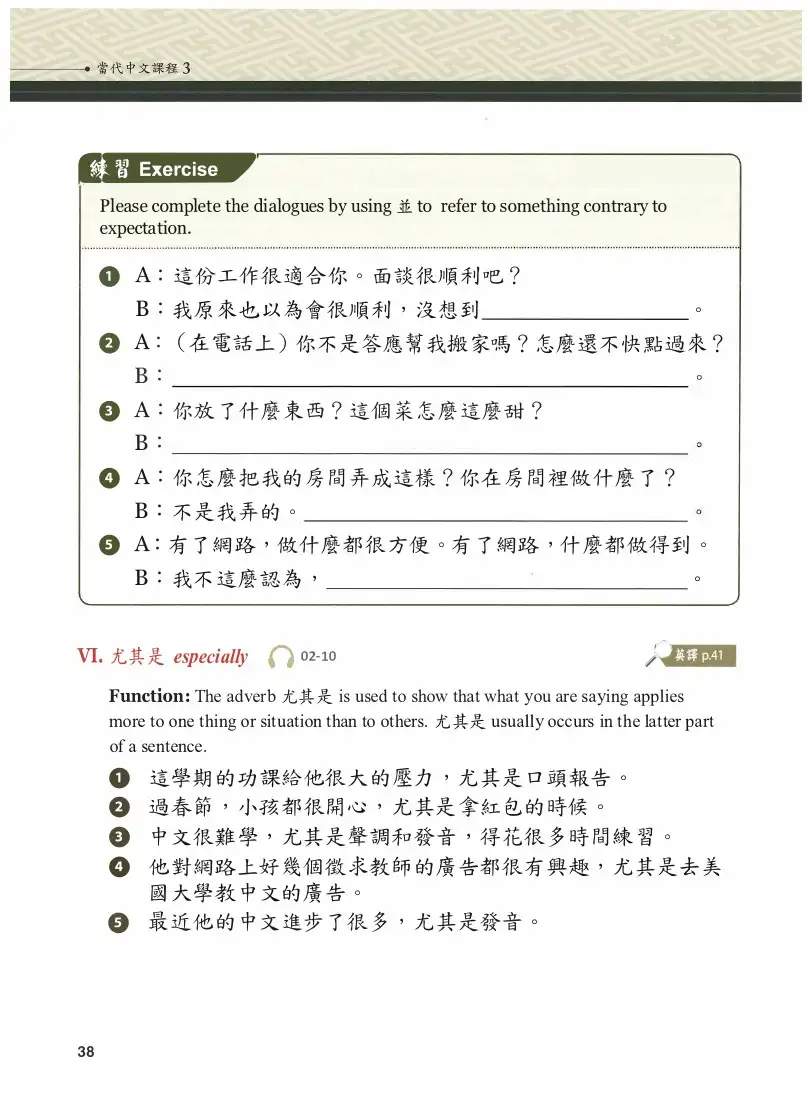 當代中文課程 3
練習 Exercise
Please complete the dialogues by using 並 to refer to something contrary to
expectation.
1 A：這份工作很適合你。面談很順利吧？
B：我原來也以為會很順利，沒想到____________________。
2 A：（在電話上）你不是答應幫我搬家嗎？怎麼還不快點過來？
B：____________________。
3 A：你放了什麼東西？這個菜怎麼這麼甜？
B：____________________。
4 A：你怎麼把我的房間弄成這樣？你在房間裡做什麼了？
B：不是我弄的。____________________。
5 A：有了網路，做什麼都很方便。有了網路，什麼都做得到。
B：我不這麼認為，____________________。
VI. 尤其是 especially 02-10 英譯 p.41
Function: The adverb 尤其是 is used to show that what you are saying applies
more to one thing or situation than to others. 尤其是 usually occurs in the latter part
of a sentence.
1 這學期的功課給他很大的壓力，尤其是口頭報告。
2 過春節，小孩都很開心，尤其是拿紅包的時候。
3 中文很難學，尤其是聲調和發音，得花很多時間練習。
4 他對網路上好幾個徵求教師的廣告都很有興趣，尤其是去美
國大學教中文的廣告。
5 最近他的中文進步了很多，尤其是發音。
38